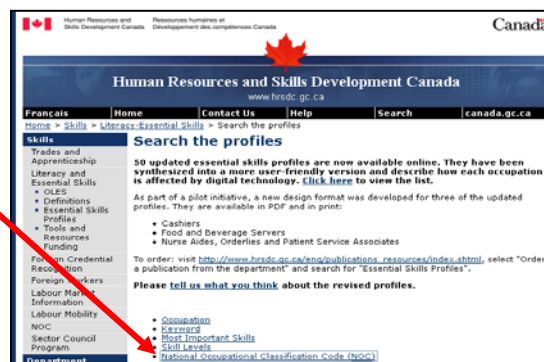 Human Resources and Ressources humaines et
Skills Development Canada Développement des compétences Canada
Canada
Human Resources and Skills Development Canada
www.hrsdc.gc.ca
Français Home Contact Us Help Search canada.gc.ca
Home > Skills > Literacy-Essential Skills > Search the profiles
Skills
Trades and
Apprenticeship
Literacy and
Essential Skills
OLES
Definitions
Essential Skills
Profiles
Tools and
Resources
Funding
Foreign Credential
Recognition
Foreign Workers
Labour Market
Information
Labour Mobility
NOC
Sector Council
Program
Department
Search the profiles
50 updated essential skills profiles are now available online. They have been
synthesized into a more user-friendly version and describe how each occupation
is affected by digital technology. Click here to view the list.
As part of a pilot initiative, a new design format was developed for three of the updated
profiles. They are available in PDF and in print:
• Cashiers
• Food and Beverage Servers
• Nurse Aides, Orderlies and Patient Service Associates
To order: visit http://www.hrsdc.gc.ca/eng/publications_resources/index.shtml, select "Order
a publication from the department" and search for "Essential Skills Profiles".
Please tell us what you think about the revised profiles.
• Occupation
• Keyword
• Most Important Skills
• Skill Levels
• National Occupational Classification Code (NOC)